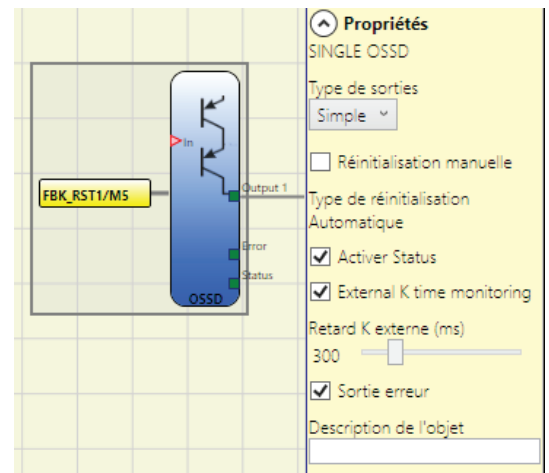 FBK_RST1/M5
In
Output 1
Error
Status
OSSD
Propriétés
SINGLE OSSD
Type de sorties
Simple
Réinitialisation manuelle
Type de réinitialisation
Automatique
Activer Status
External K time monitoring
Retard K externe (ms)
300
Sortie erreur
Description de l'objet